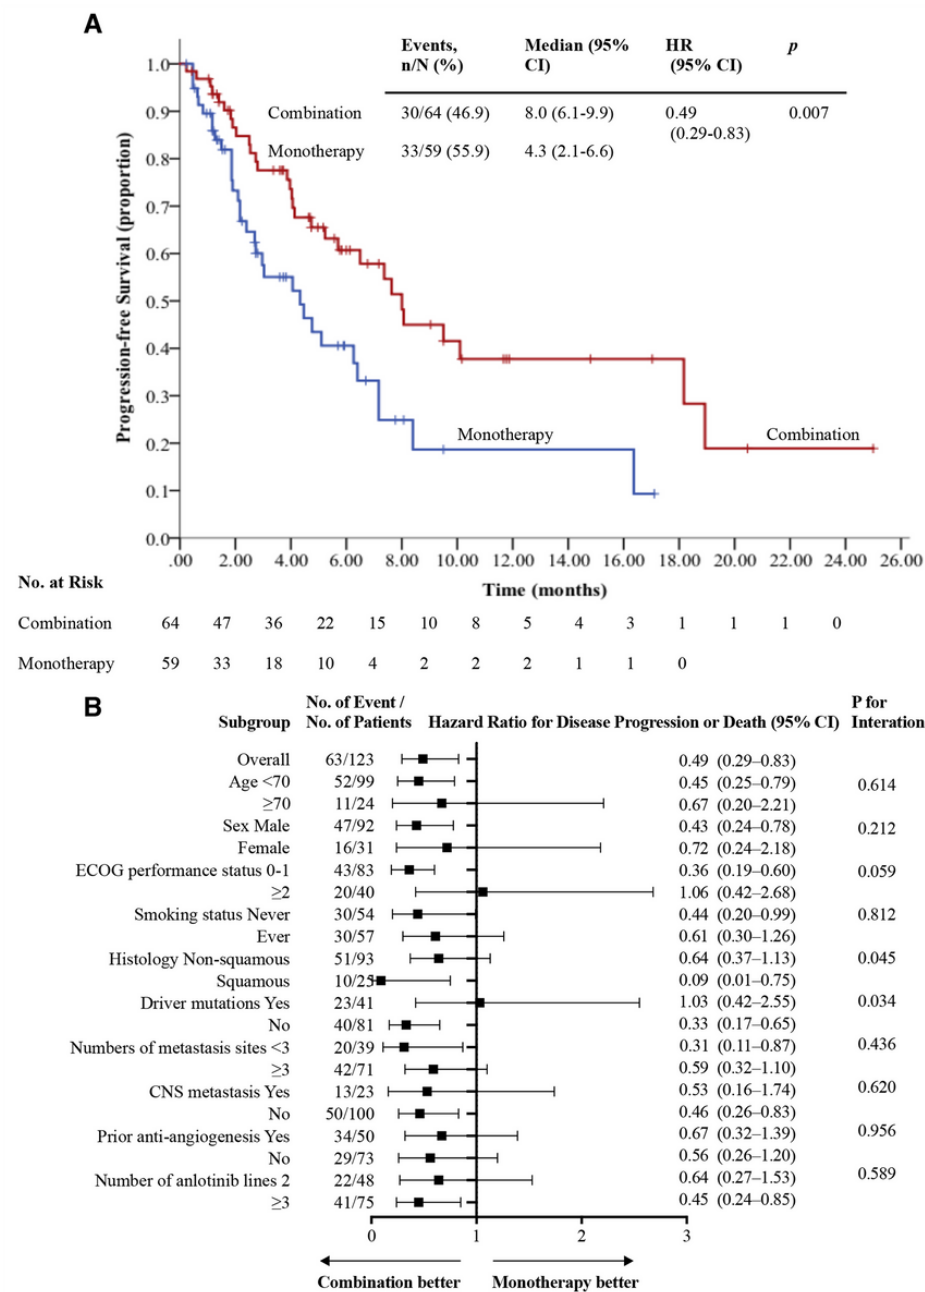 A
Events, n/N (%) Median (95% CI) HR (95% CI) p
Combination 30/64 (46.9) 8.0 (6.1-9.9) 0.49 (0.29-0.83) 0.007
Monotherapy 33/59 (55.9) 4.3 (2.1-6.6)
Progression-free Survival (proportion)
1.0
0.9
0.8
0.7
0.6
0.5
0.4
0.3
0.2
0.1
0.0
Monotherapy
Combination
.00 2.00 4.00 6.00 8.00 10.00 12.00 14.00 16.00 18.00 20.00 22.00 24.00 26.00
Time (months)
No. at Risk
Combination 64 47 36 22 15 10 8 5 4 3 1 1 1 0
Monotherapy 59 33 18 10 4 2 2 2 1 1 0
B
Subgroup No. of Event / No. of Patients Hazard Ratio for Disease Progression or Death (95% CI) P for Interation
Overall 63/123 0.49 (0.29–0.83)
Age <70 52/99 0.45 (0.25–0.79) 0.614
≥70 11/24 0.67 (0.20–2.21)
Sex Male 47/92 0.43 (0.24–0.78) 0.212
Female 16/31 0.72 (0.24–2.18)
ECOG performance status 0-1 43/83 0.36 (0.19–0.60) 0.059
≥2 20/40 1.06 (0.42–2.68)
Smoking status Never 30/54 0.44 (0.20–0.99) 0.812
Ever 30/57 0.61 (0.30–1.26)
Histology Non-squamous 51/93 0.64 (0.37–1.13) 0.045
Squamous 10/25 0.09 (0.01–0.75)
Driver mutations Yes 23/41 1.03 (0.42–2.55) 0.034
No 40/81 0.33 (0.17–0.65)
Numbers of metastasis sites <3 20/39 0.31 (0.11–0.87) 0.436
≥3 42/71 0.59 (0.32–1.10)
CNS metastasis Yes 13/23 0.53 (0.16–1.74) 0.620
No 50/100 0.46 (0.26–0.83)
Prior anti-angiogenesis Yes 34/50 0.67 (0.32–1.39) 0.956
No 29/73 0.56 (0.26–1.20)
Number of anlotinib lines 2 22/48 0.64 (0.27–1.53) 0.589
≥3 41/75 0.45 (0.24–0.85)
0 1 2 3
Combination better Monotherapy better